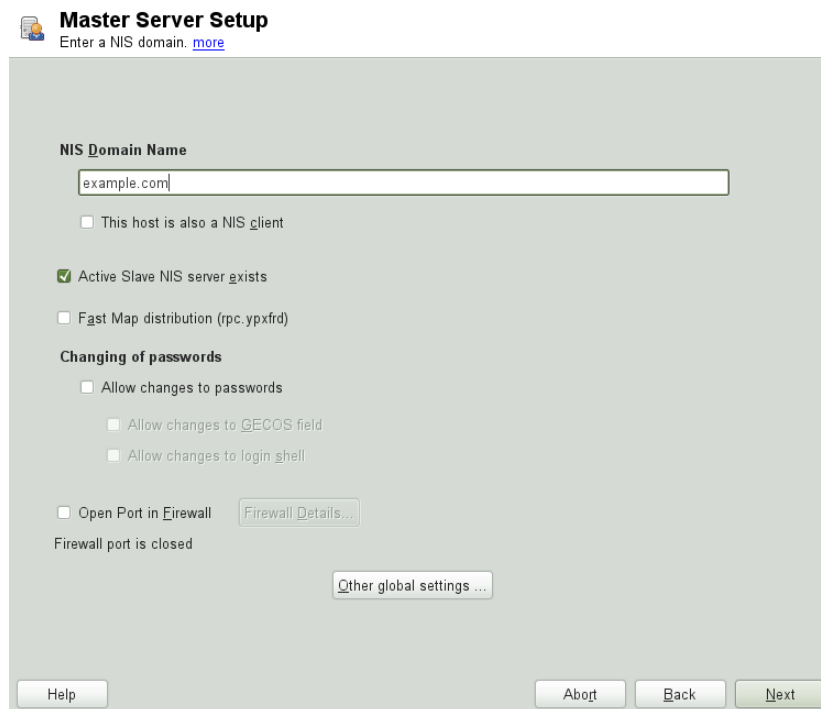 Master Server Setup
Enter a NIS domain. more
NIS Domain Name
example.com
This host is also a NIS client
Active Slave NIS server exists
Fast Map distribution (rpc.ypxfrd)
Changing of passwords
Allow changes to passwords
Allow changes to GECOS field
Allow changes to login shell
Open Port in Firewall Firewall Details...
Firewall port is closed
Other global settings ...
Help Abort Back Next